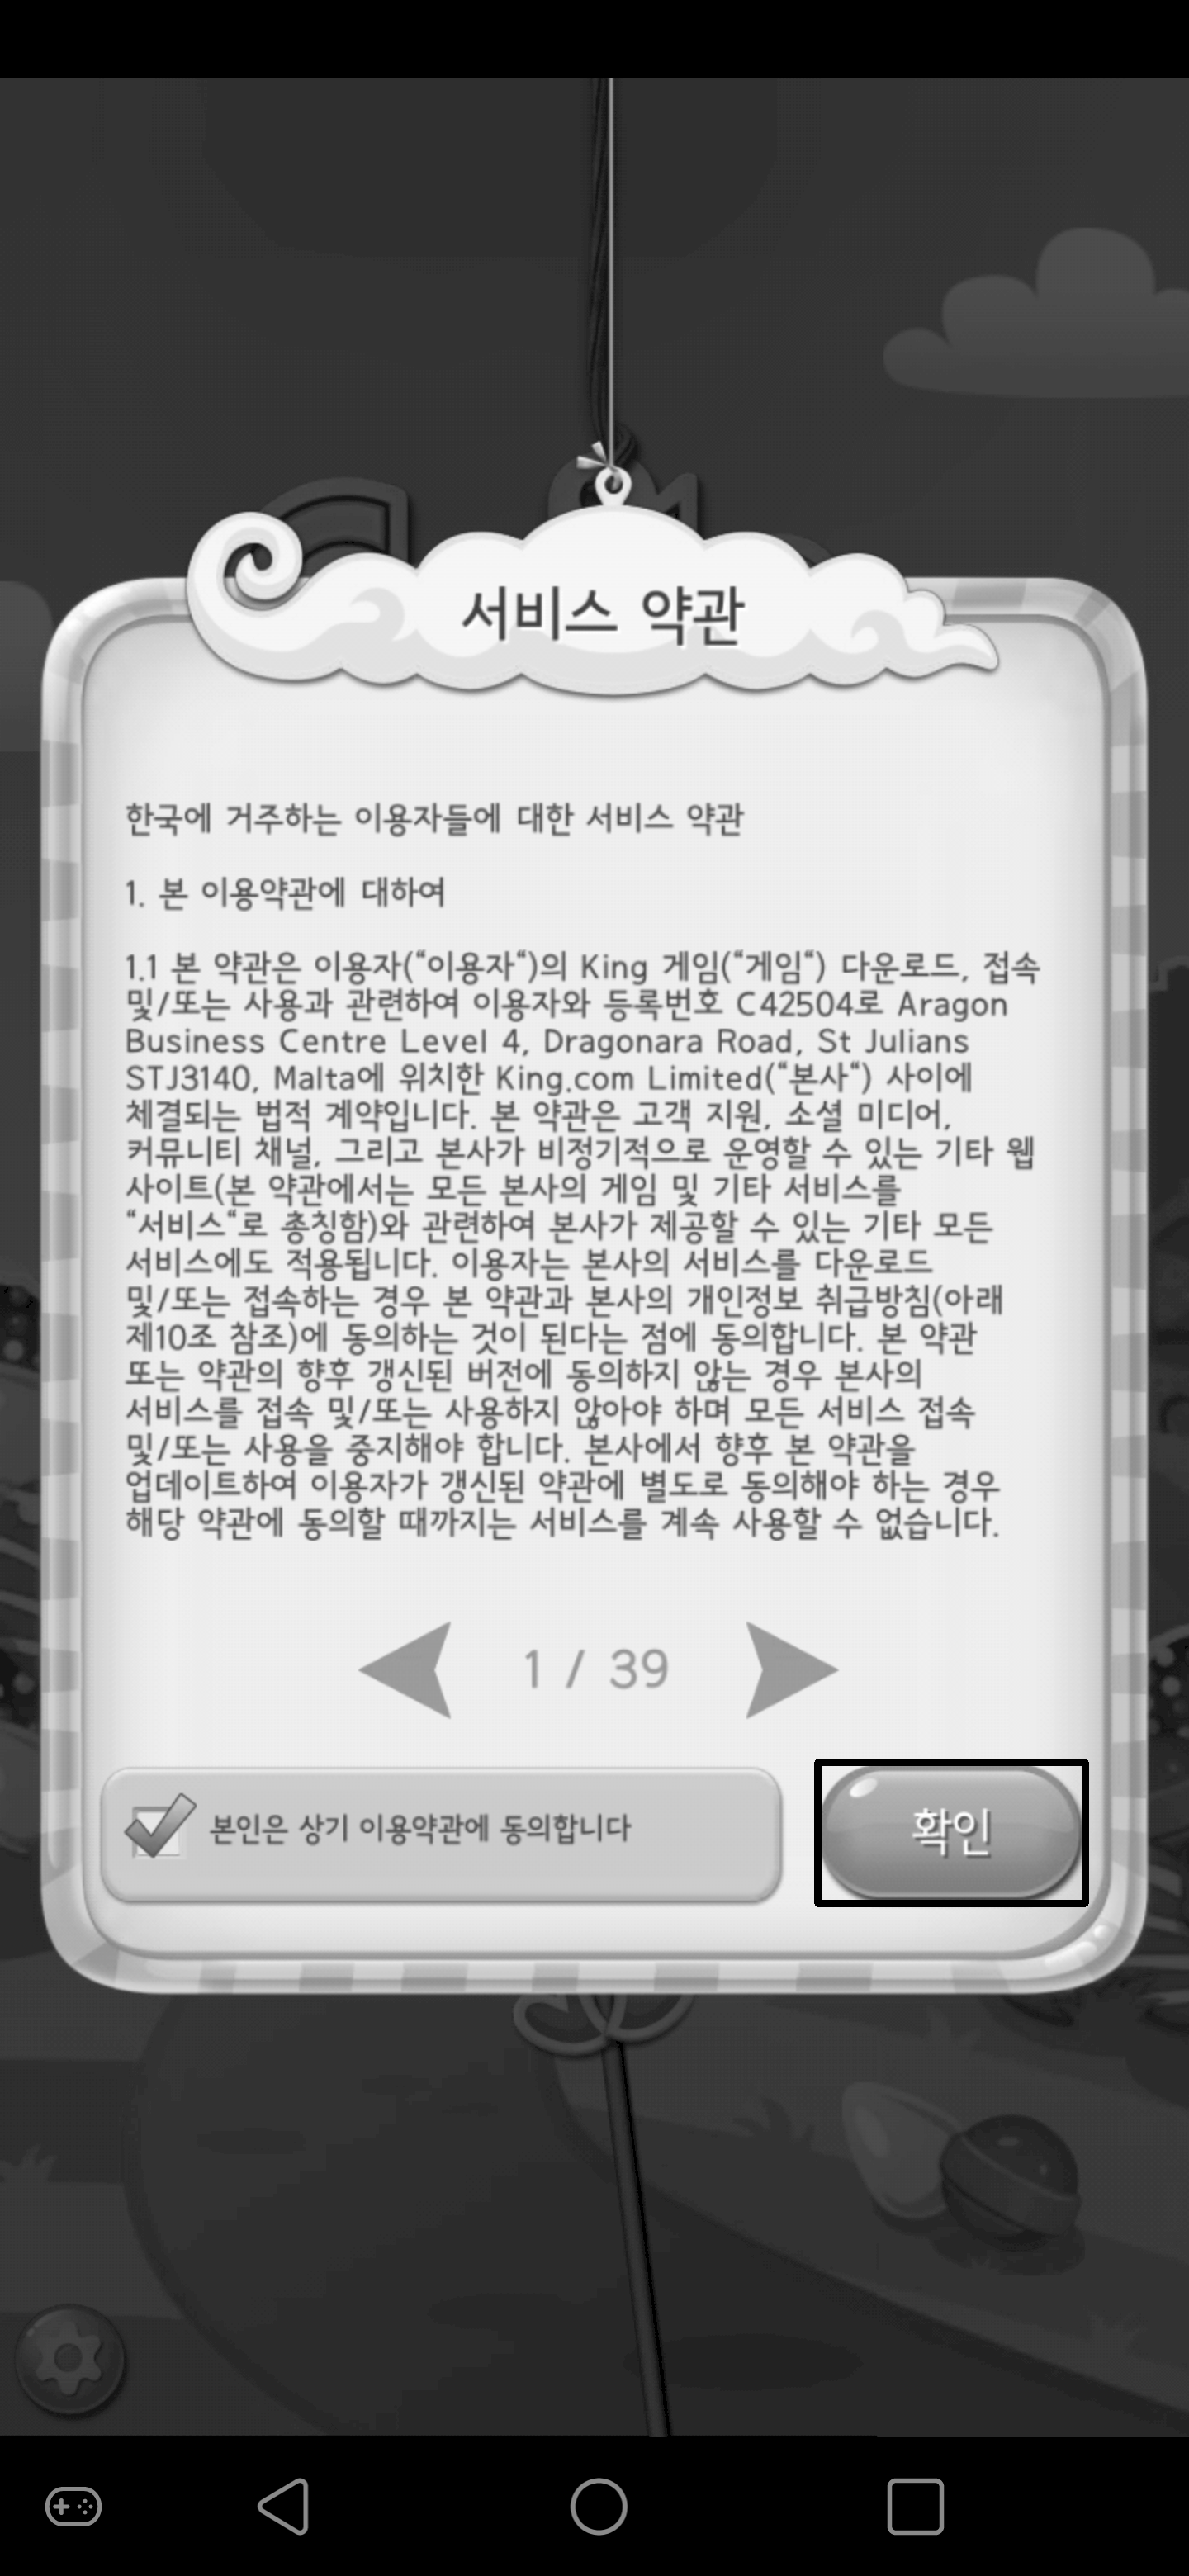 서비스 약관
한국에 거주하는 이용자들에 대한 서비스 약관
1. 본 이용약관에 대하여
1.1 본 약관은 이용자(“이용자“)의 King 게임(“게임“) 다운로드, 접속
및/또는 사용과 관련하여 이용자와 등록번호 C42504로 Aragon
Business Centre Level 4, Dragonara Road, St Julians
STJ3140, Malta에 위치한 King.com Limited(“본사“) 사이에
체결되는 법적 계약입니다. 본 약관은 고객 지원, 소셜 미디어,
커뮤니티 채널, 그리고 본사가 비정기적으로 운영할 수 있는 기타 웹
사이트(본 약관에서는 모든 본사의 게임 및 기타 서비스를
“서비스“로 총칭함)와 관련하여 본사가 제공할 수 있는 기타 모든
서비스에도 적용됩니다. 이용자는 본사의 서비스를 다운로드
및/또는 접속하는 경우 본 약관과 본사의 개인정보 취급방침(아래
제10조 참조)에 동의하는 것이 된다는 점에 동의합니다. 본 약관
또는 약관의 향후 갱신된 버전에 동의하지 않는 경우 본사의
서비스를 접속 및/또는 사용하지 않아야 하며 모든 서비스 접속
및/또는 사용을 중지해야 합니다. 본사에서 향후 본 약관을
업데이트하여 이용자가 갱신된 약관에 별도로 동의해야 하는 경우
해당 약관에 동의할 때까지는 서비스를 계속 사용할 수 없습니다.
1 / 39
본인은 상기 이용약관에 동의합니다
확인